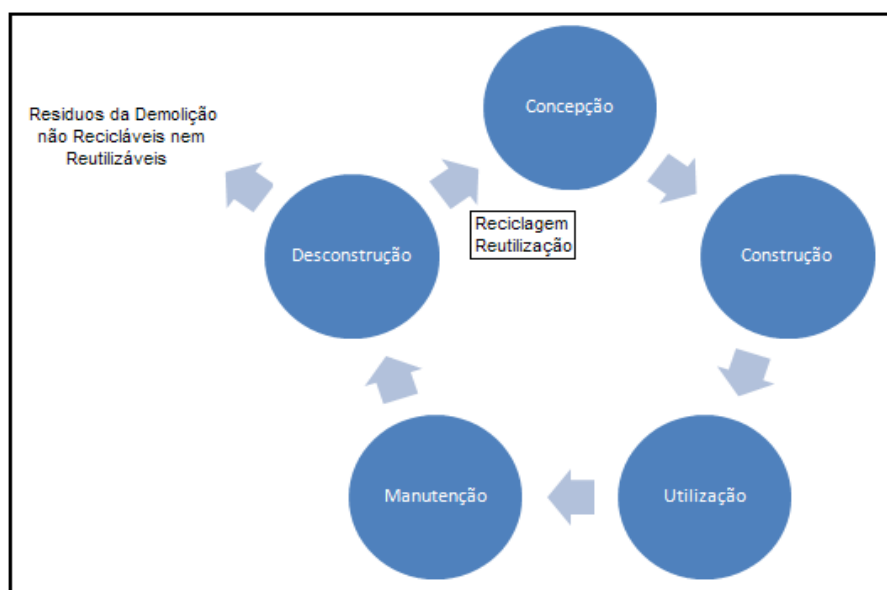 Concepção
Residuos da Demolição
não Recicláveis nem
Reutilizáveis
Reciclagem
Reutilização
Desconstrução
Construção
Manutenção
Utilização